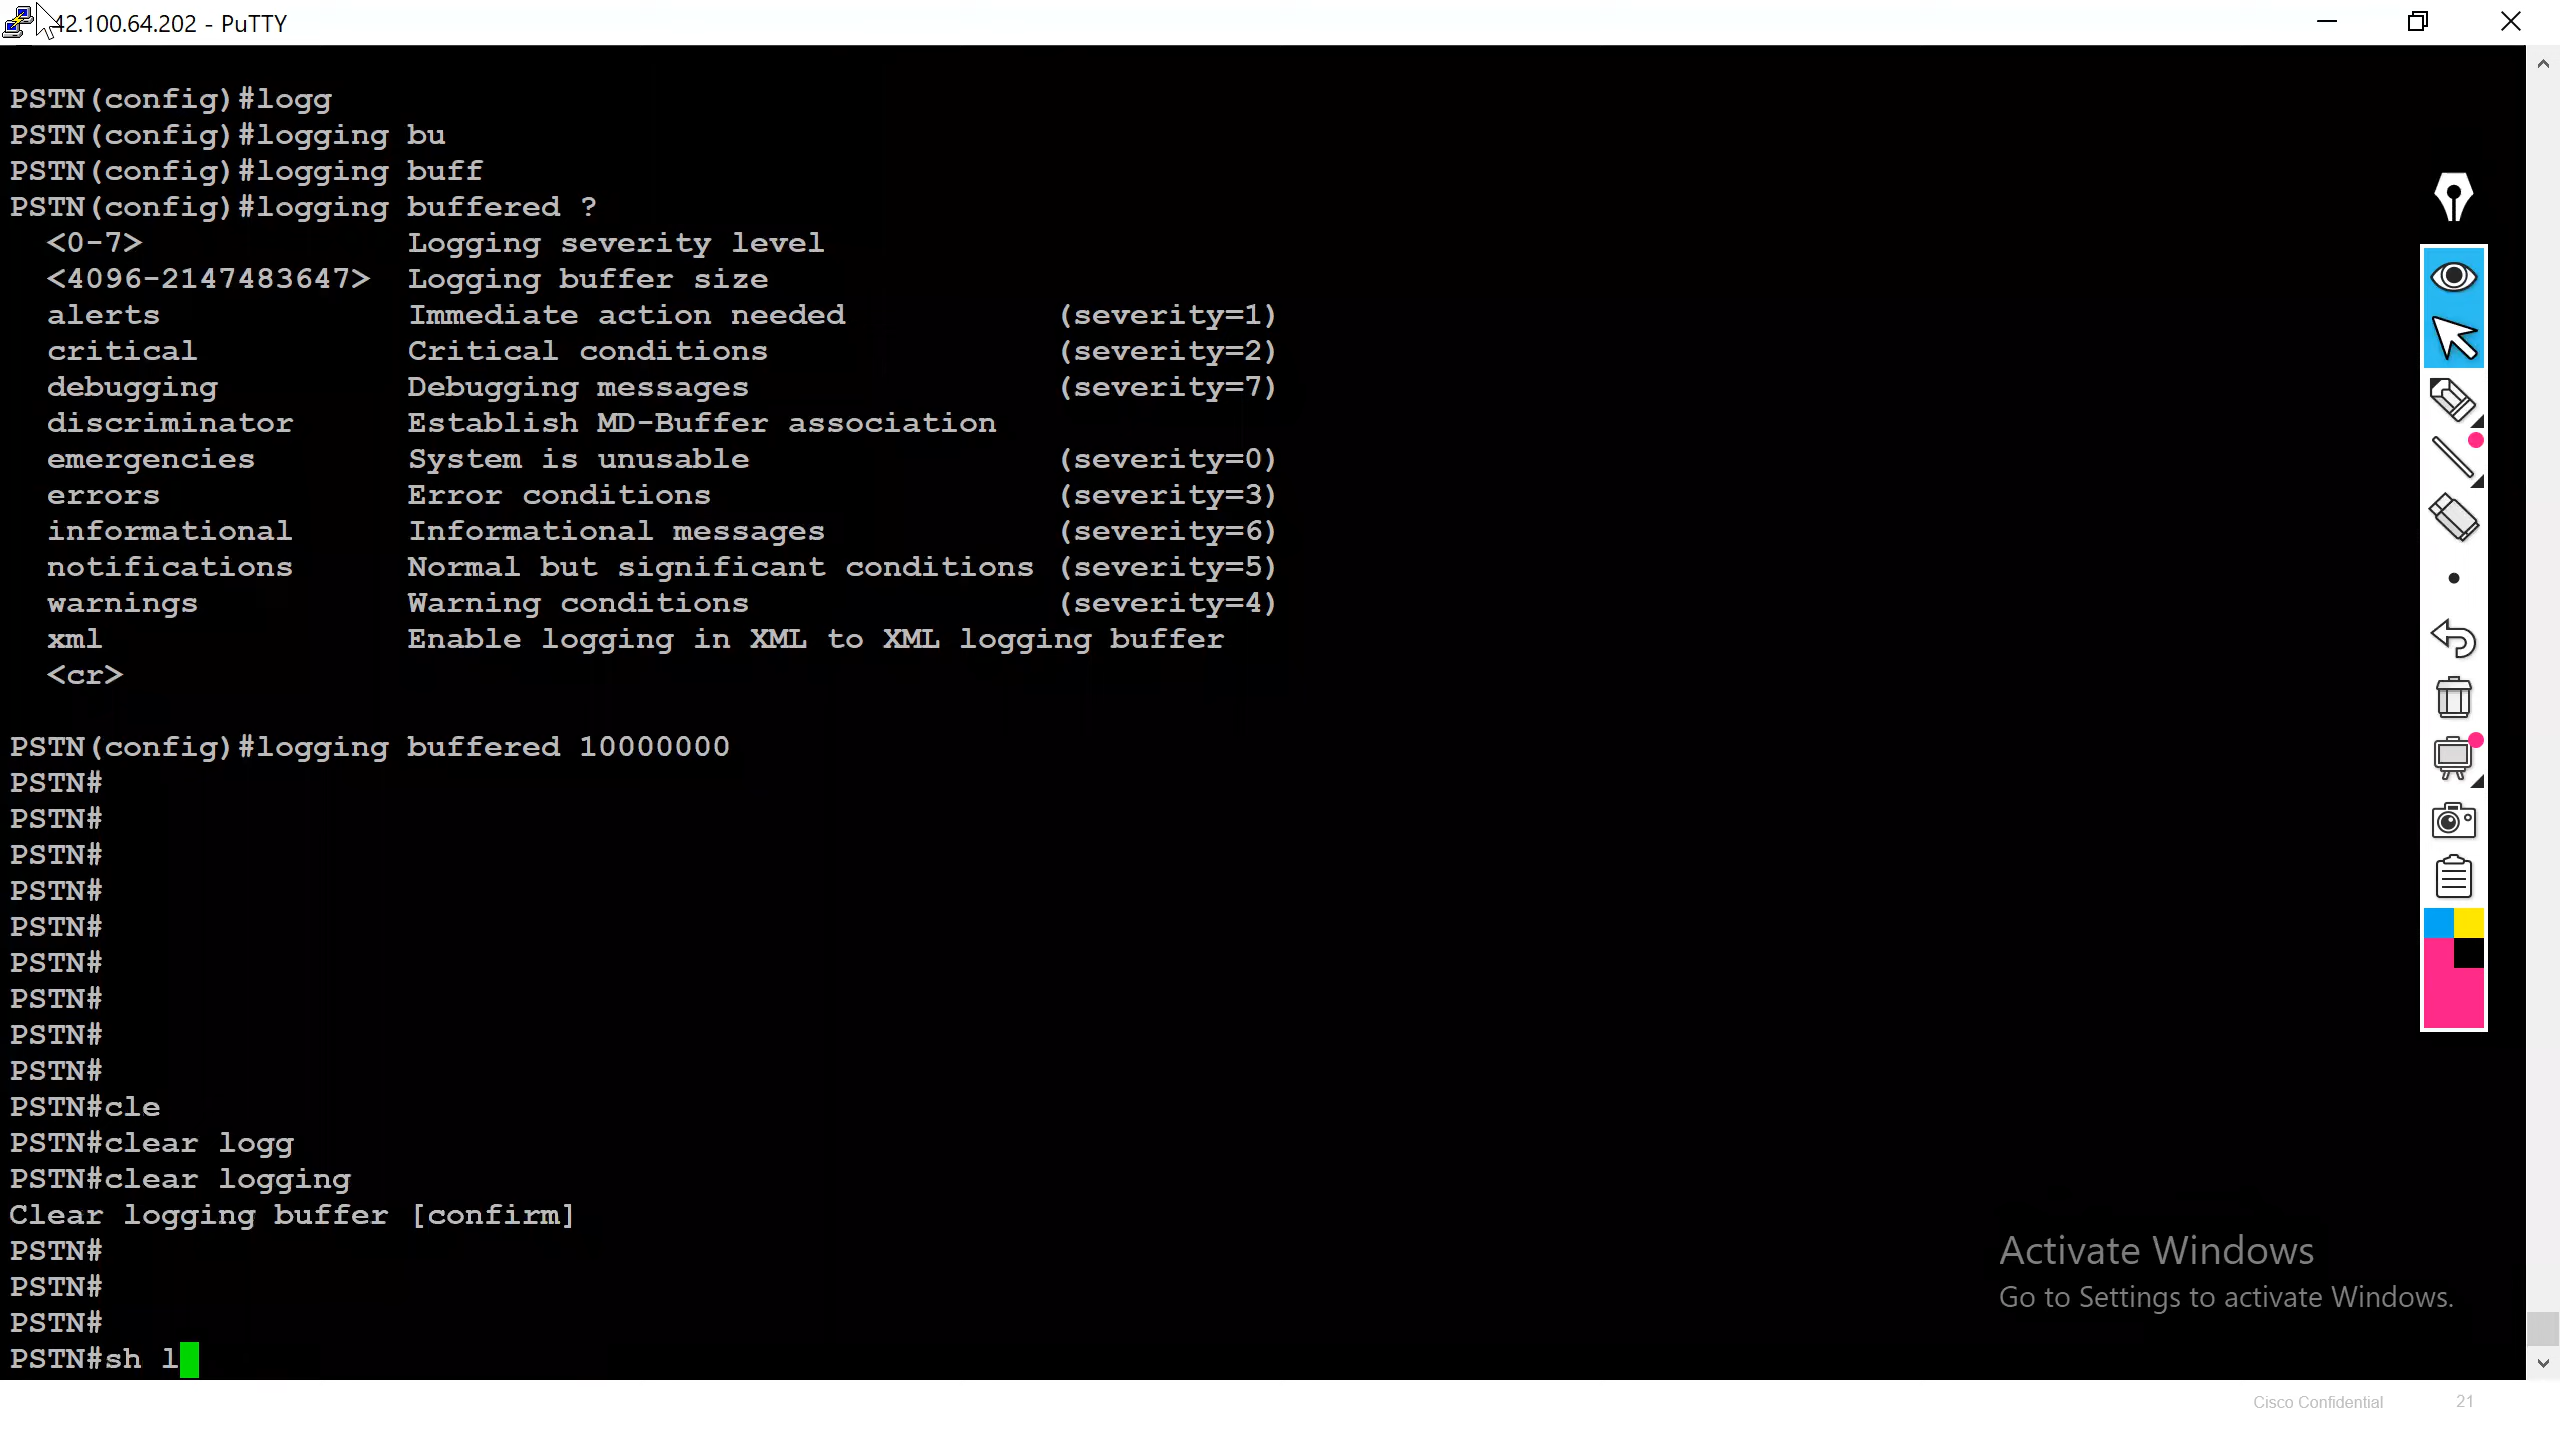 42.100.64.202 - PuTTY
PSTN(config)#logg
PSTN(config)#logging bu
PSTN(config)#logging buff
PSTN(config)#logging buffered ?
<0-7> Logging severity level
<4096-2147483647> Logging buffer size
alerts Immediate action needed (severity=1)
critical Critical conditions (severity=2)
debugging Debugging messages (severity=7)
discriminator Establish MD-Buffer association
emergencies System is unusable (severity=0)
errors Error conditions (severity=3)
informational Informational messages (severity=6)
notifications Normal but significant conditions (severity=5)
warnings Warning conditions (severity=4)
xml Enable logging in XML to XML logging buffer
<cr>
PSTN(config)#logging buffered 10000000
PSTN#
PSTN#
PSTN#
PSTN#
PSTN#
PSTN#
PSTN#
PSTN#
PSTN#
PSTN#cle
PSTN#clear logg
PSTN#clear logging
Clear logging buffer [confirm]
PSTN#
PSTN#
PSTN#
PSTN#sh l
Activate Windows
Go to Settings to activate Windows.
Cisco Confidential 21